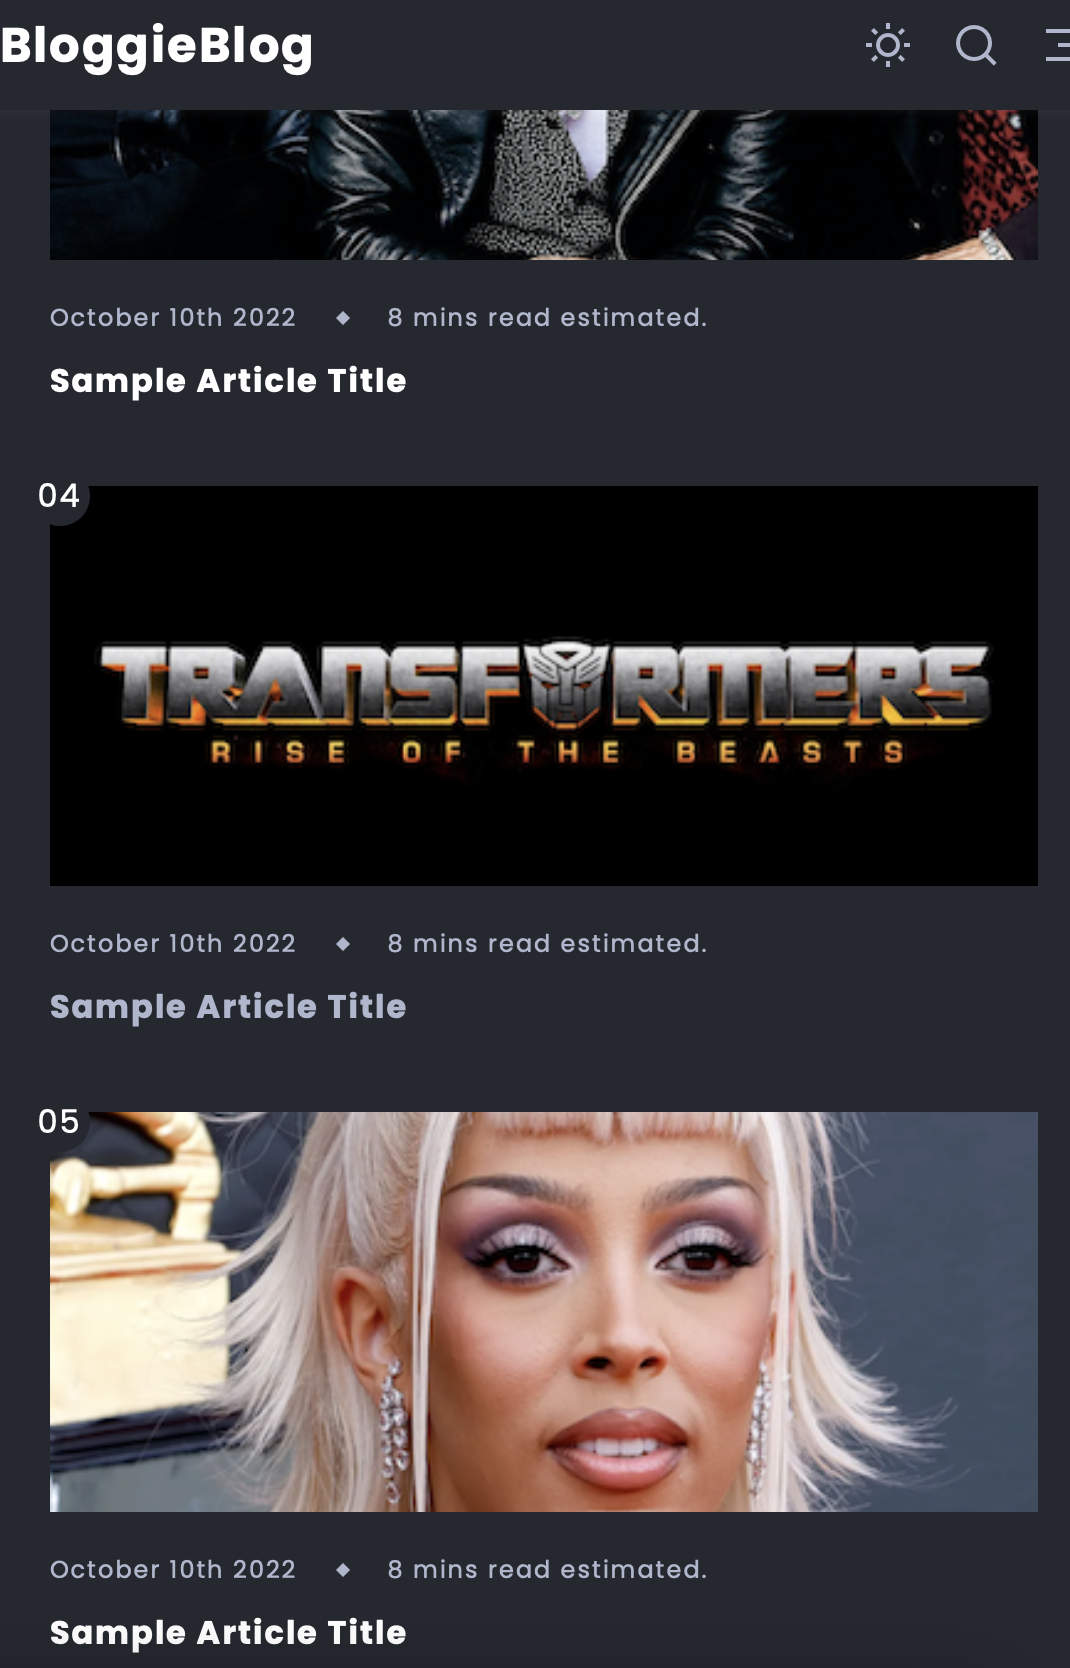 BloggieBlog
October 10th 2022 ◆ 8 mins read estimated.
Sample Article Title
04
TRANSFORMERS
RISE OF THE BEASTS
October 10th 2022 ◆ 8 mins read estimated.
Sample Article Title
05
October 10th 2022 ◆ 8 mins read estimated.
Sample Article Title